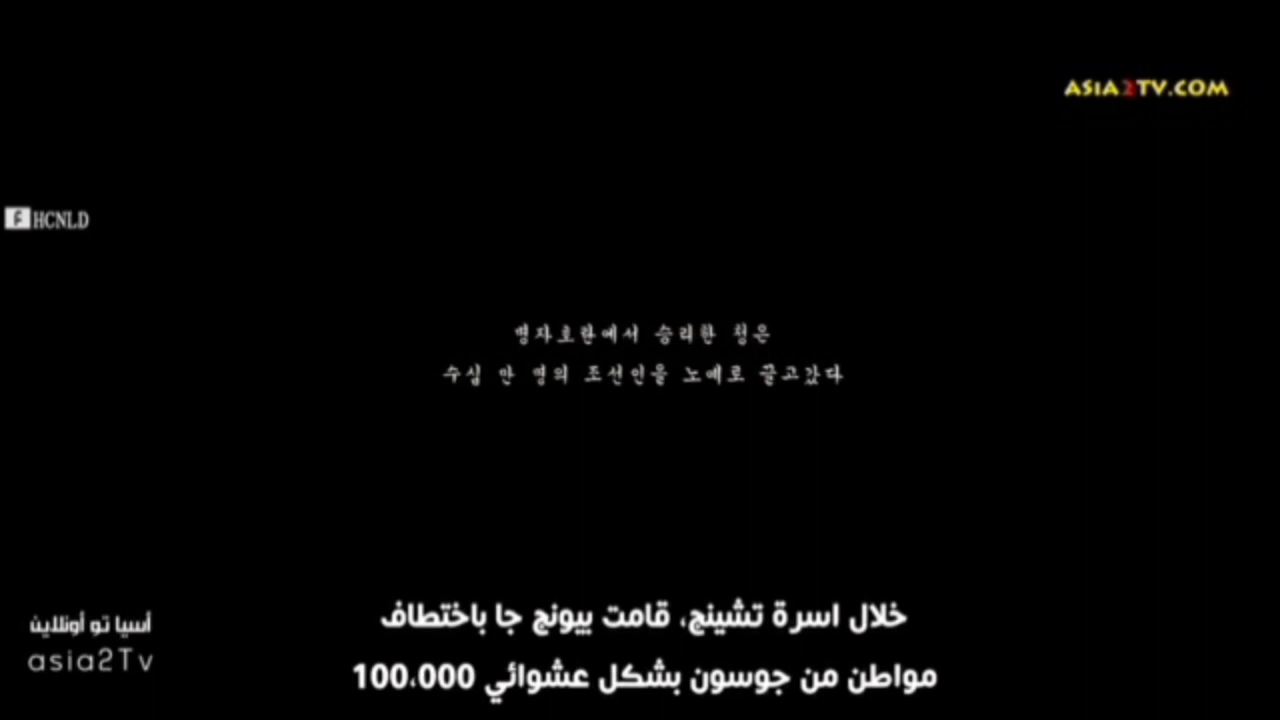 ASIA2TV.COM
HCNLD
병자호란에서 승리한 청은
수십 만 명의 조선인을 노예로 끌고갔다
خلال اسرة تشينج، قامت بيونج جا باختطاف
100،000 مواطن من جوسون بشكل عشوائي
أسيا تو أونلاين
asia2Tv